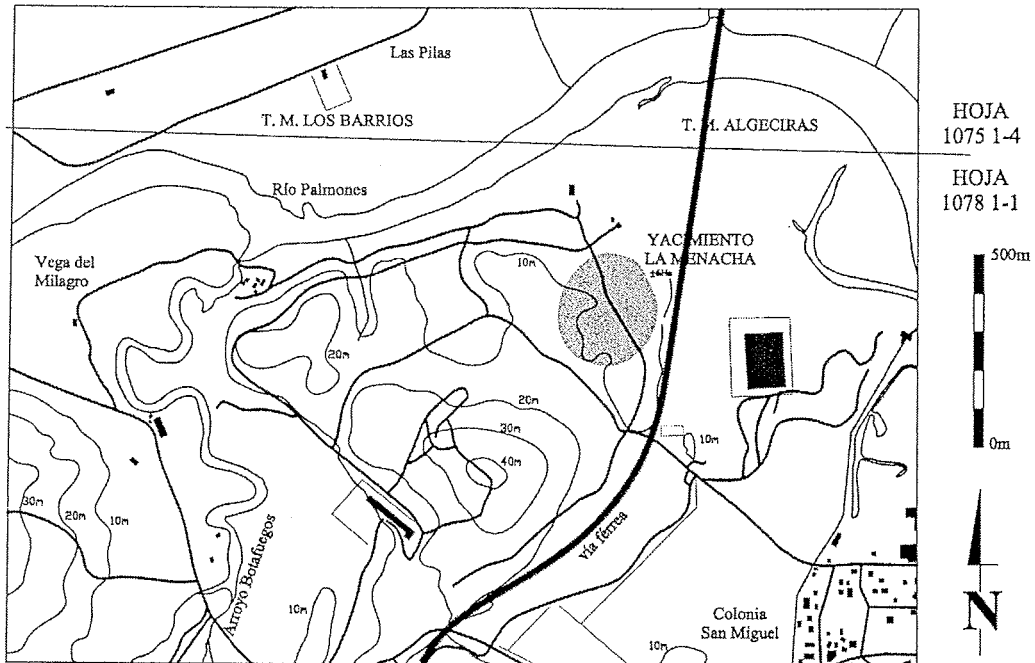 Las Pilas
T. M. LOS BARRIOS
T. M. ALGECIRAS
HOJA
1075 1-4
HOJA
1078 1-1
Río Palmones
YACIMIENTO
LA MENACHA
Vega del
Milagro
10m
500m
20m
20m
30m
40m
10m
0m
30m
20m
10m
vía férrea
Arroyo Botafuegos
10m
Colonia
San Miguel
10m
N